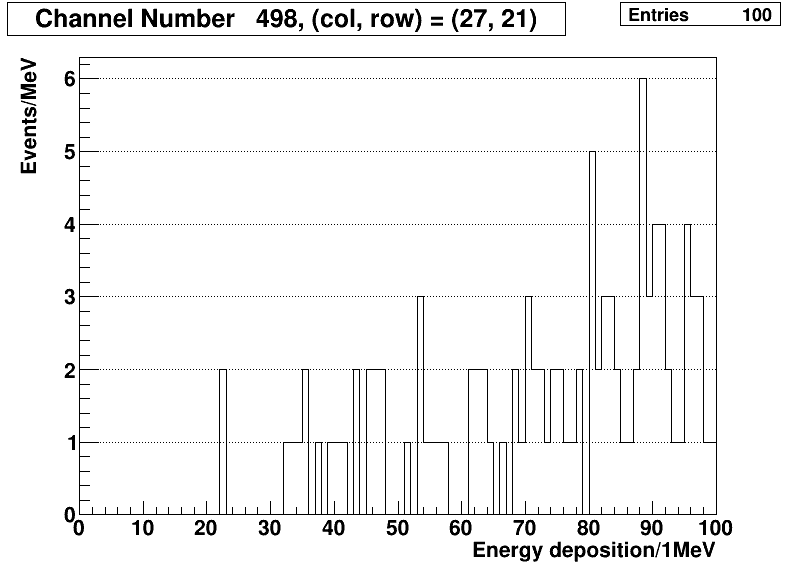 Channel Number 498, (col, row) = (27, 21)
Entries 100
Events/MeV
6
5
4
3
2
1
0
0 10 20 30 40 50 60 70 80 90 100
Energy deposition/1MeV